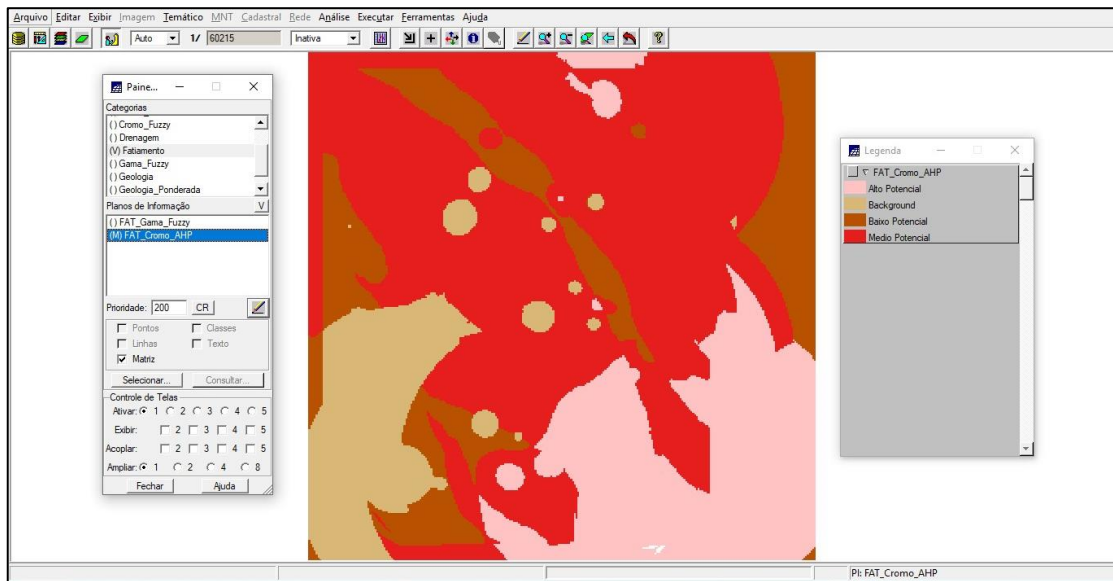 Arquivo Editar Exibir Imagem Temático MNT Cadastral Rede Análise Executar Ferramentas Ajuda
Auto 1/ 60215 Inativa
Paine...
Categorias
( ) Cromo_Fuzzy
( ) Drenagem
(V) Fatiamento
( ) Gama_Fuzzy
( ) Geologia
( ) Geologia_Ponderada
Planos de Informação V
( ) FAT_Gama_Fuzzy
(M) FAT_Cromo_AHP
Prioridade: 200 CR
Pontos Classes
Linhas Texto
Matriz
Selecionar... Consultar...
Controle de Telas
Ativar: 1 2 3 4 5
Exibir: 2 3 4 5
Acoplar: 2 3 4 5
Ampliar: 1 2 4 8
Fechar Ajuda
Legenda
FAT_Cromo_AHP
Alto Potencial
Background
Baixo Potencial
Medio Potencial
PI: FAT_Cromo_AHP